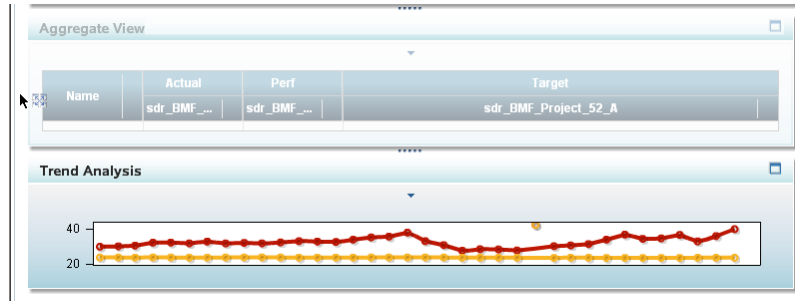 Aggregate View
Name Actual Perf Target
sdr_BMF_... sdr_BMF_... sdr_BMF_Project_52_A
Trend Analysis
40
20